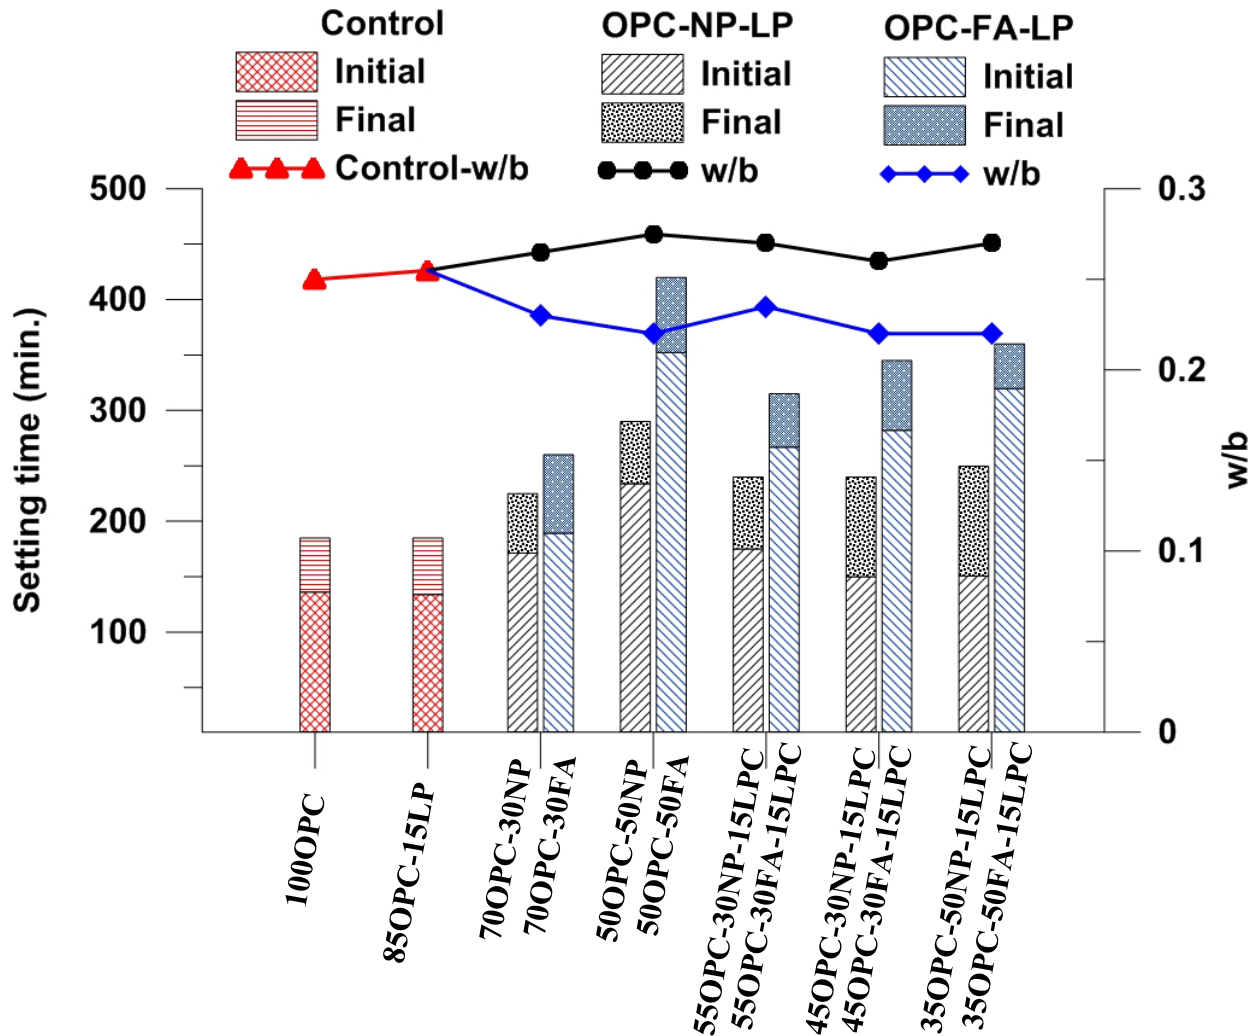 Control
Initial
Final
Control-w/b
OPC-NP-LP
Initial
Final
w/b
OPC-FA-LP
Initial
Final
w/b
Setting time (min.)
500
400
300
200
100
w/b
0.3
0.2
0.1
0
100OPC
85OPC-15LP
70OPC-30NP
70OPC-30FA
50OPC-50NP
50OPC-50FA
55OPC-30NP-15LPC
55OPC-30FA-15LPC
45OPC-30NP-15LPC
45OPC-30FA-15LPC
35OPC-50NP-15LPC
35OPC-50FA-15LPC